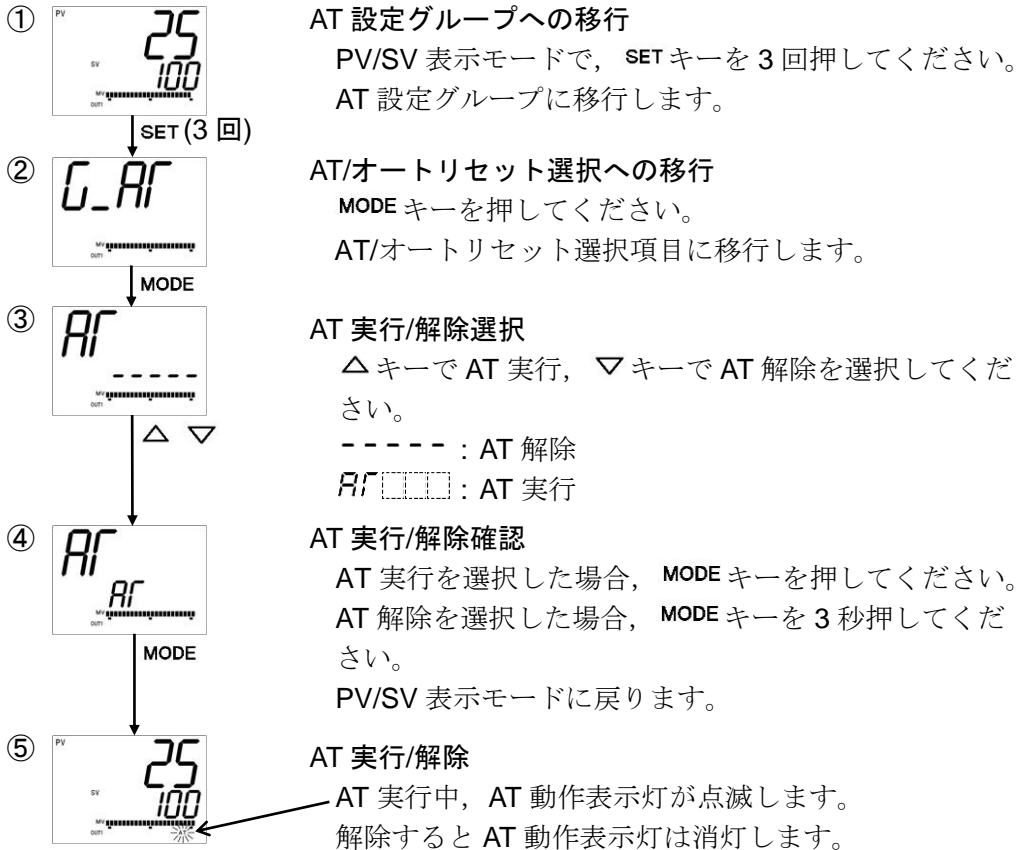 ① AT 設定グループへの移行
PV
25
PV/SV 表示モードで, SET キーを 3 回押してください。
SV
100
AT 設定グループに移行します。
MV
OUT1
SET (3 回)
② AT/オートリセット選択への移行
G_AT
MODE キーを押してください。
MV
OUT1
AT/オートリセット選択項目に移行します。
MODE
③ AT 実行/解除選択
AT
△ キーで AT 実行, ▽ キーで AT 解除を選択してくだ
-----
さい。
MV
OUT1
△ ▽
----- : AT 解除
AT□□□ : AT 実行
④ AT 実行/解除確認
AT
AT 実行を選択した場合, MODE キーを押してください。
AT
MV
OUT1
AT 解除を選択した場合, MODE キーを 3 秒押してくだ
さい。
MODE
PV/SV 表示モードに戻ります。
⑤ AT 実行/解除
PV
25
SV
100
AT 実行中, AT 動作表示灯が点滅します。
MV
OUT1
AT
解除すると AT 動作表示灯は消灯します。